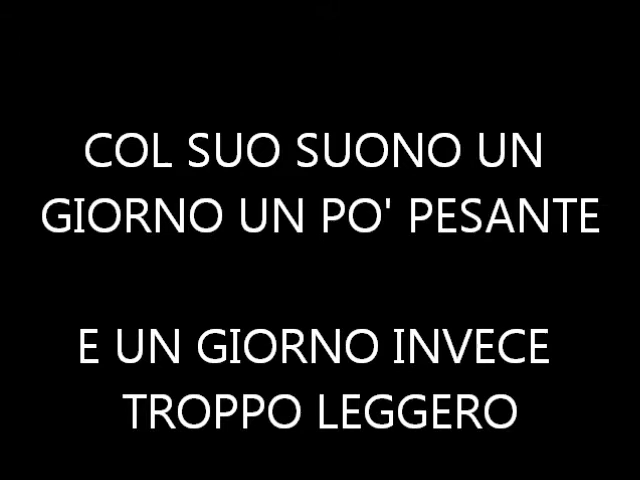 COL SUO SUONO UN
GIORNO UN PO' PESANTE
E UN GIORNO INVECE
TROPPO LEGGERO